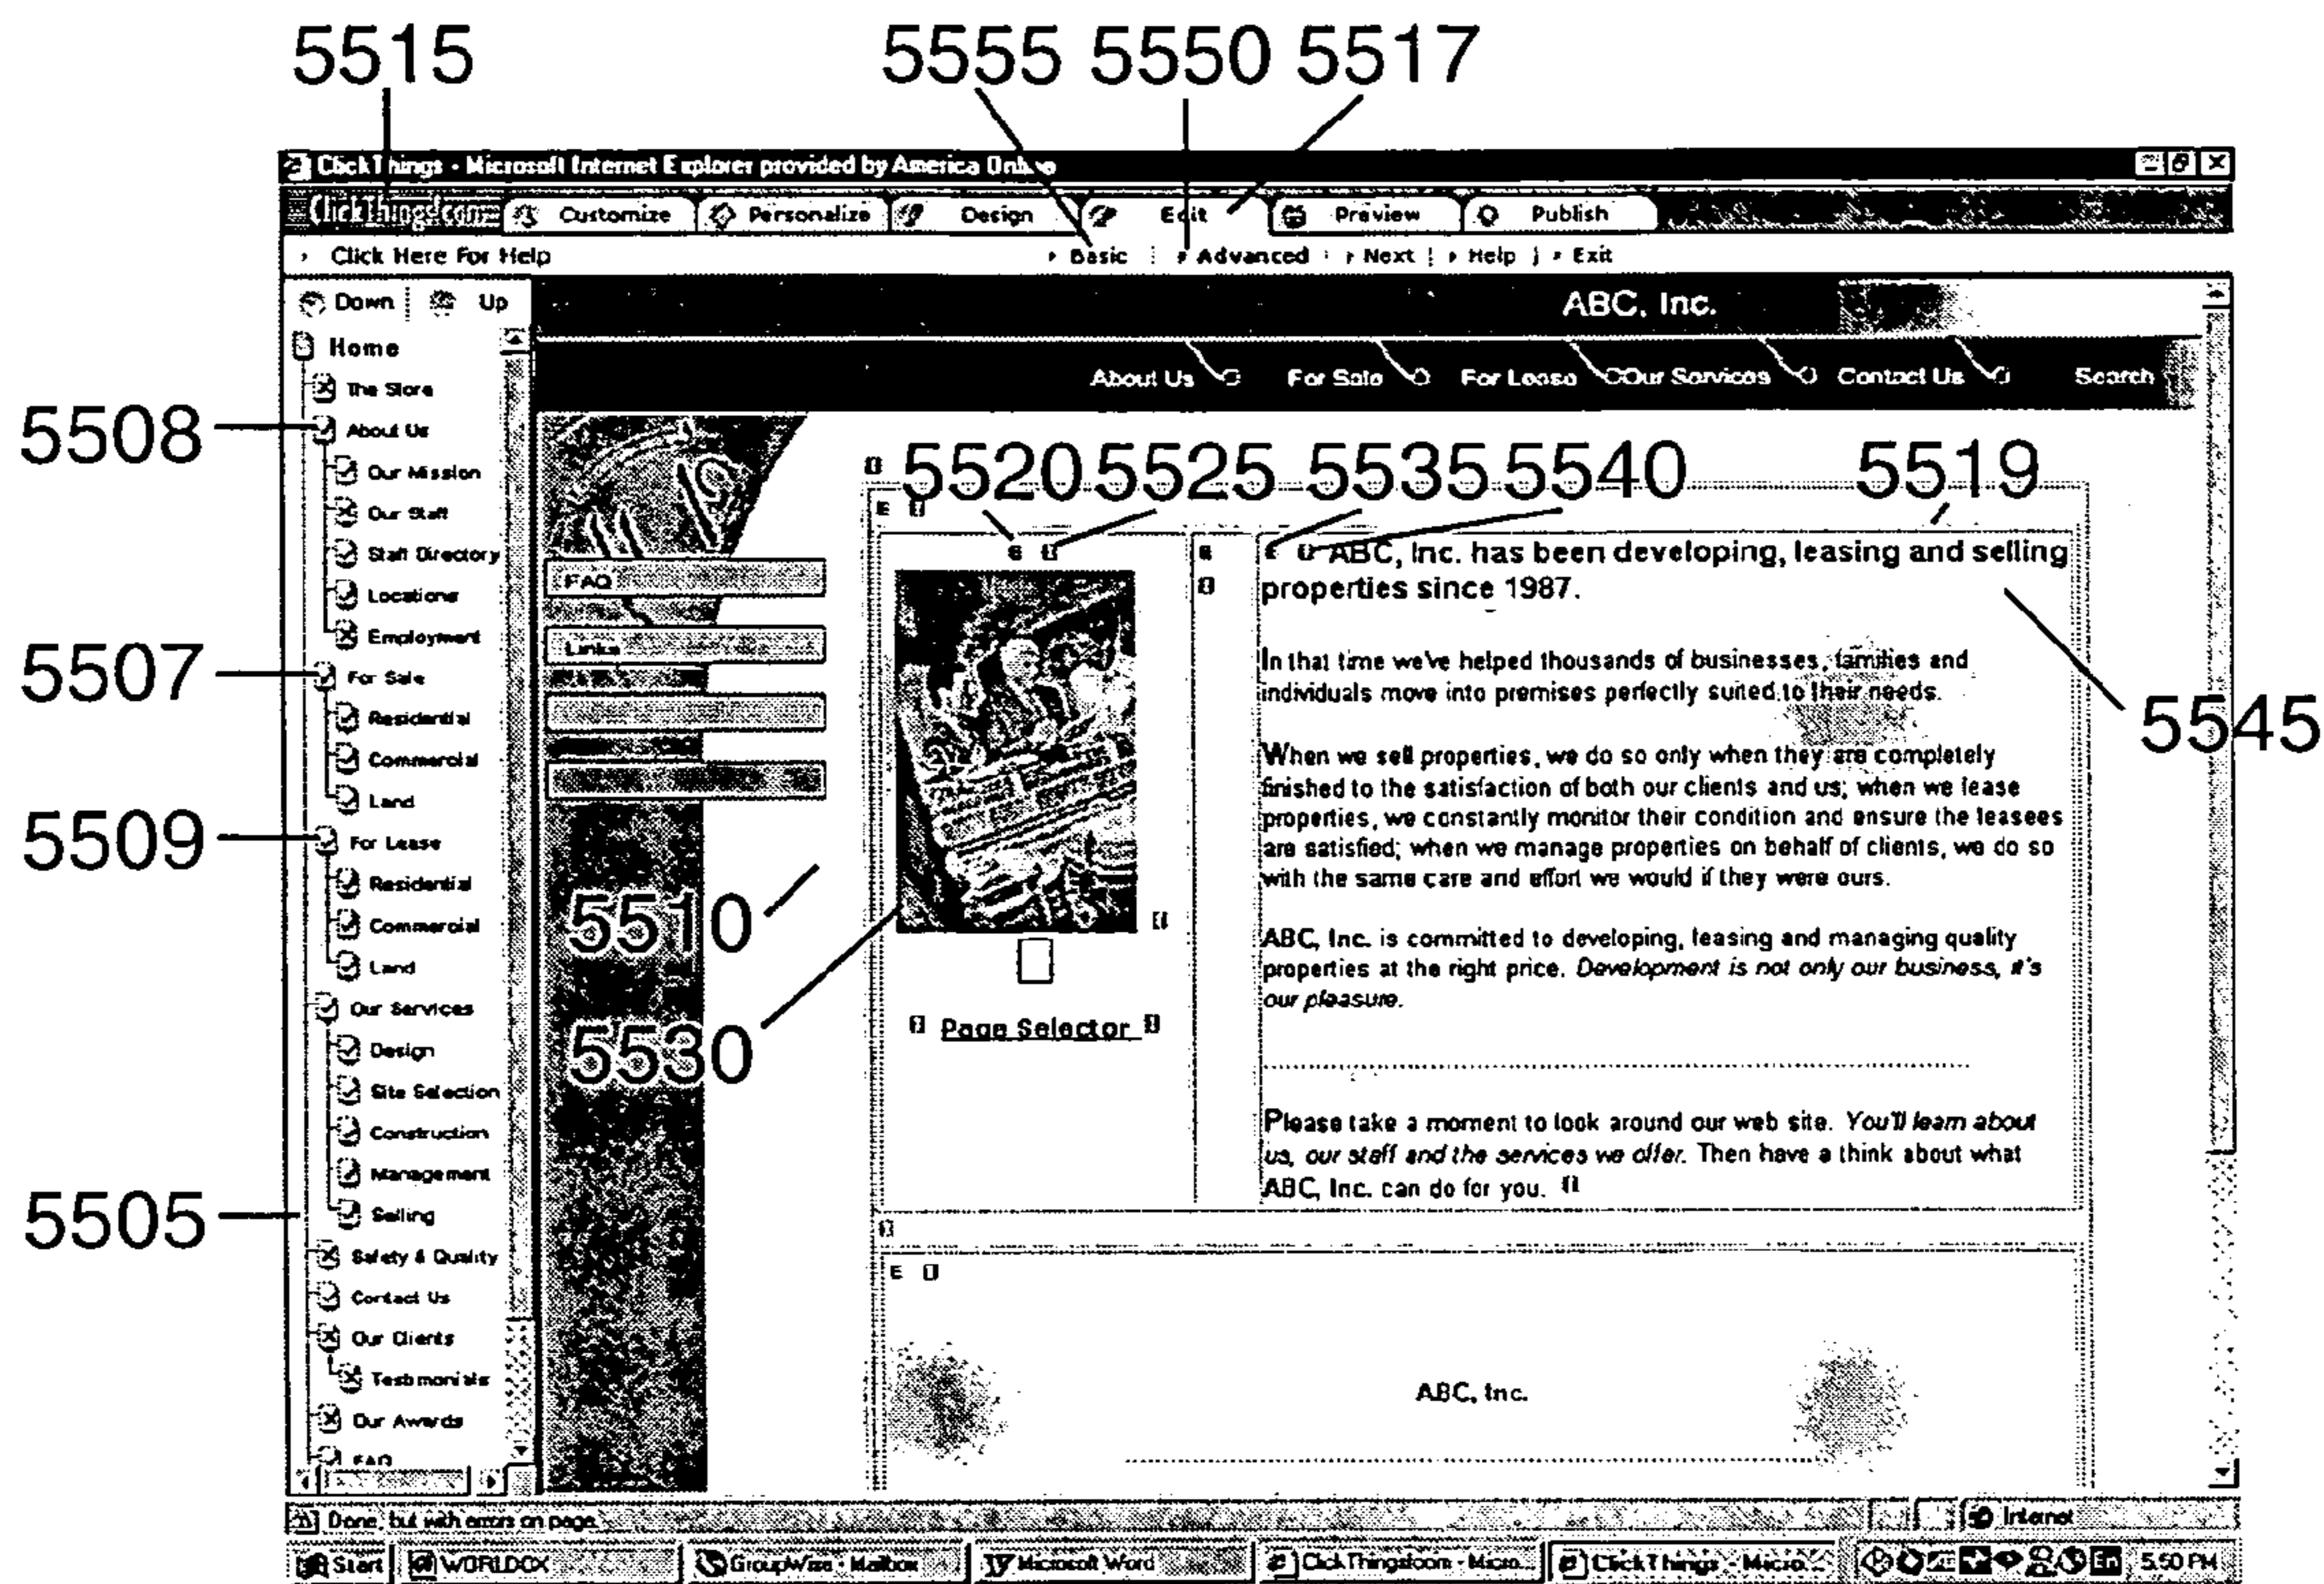 5515 5555 5550 5517
ClickThings - Microsoft Internet Explorer provided by America Online
ClickThings!com Customize Personalize Design Edit Preview Publish
Click Here For Help Basic Advanced Next Help Exit
Down Up
ABC, Inc.
Home
About Us For Sale For Lease Our Services Contact Us Search
The Store
5508
About Us
Our Mission
Our Staff
Staff Directory
Locations
Employment
5507
For Sale
Residential
Commercial
Land
5509
For Lease
Residential
Commercial
Land
Our Services
Design
Site Selection
Construction
Management
5505
Selling
Safety & Quality
Contact Us
Our Clients
Testimonials
Our Awards
FAQ
FAQ
Links
5510
5530
5520 5525 5535 5540 5519
E
E
Page Selector
ABC, Inc. has been developing, leasing and selling
properties since 1987.
In that time we've helped thousands of businesses, families and
individuals move into premises perfectly suited to their needs.
5545
When we sell properties, we do so only when they are completely
finished to the satisfaction of both our clients and us; when we lease
properties, we constantly monitor their condition and ensure the leasees
are satisfied; when we manage properties on behalf of clients, we do so
with the same care and effort we would if they were ours.
ABC, Inc. is committed to developing, leasing and managing quality
properties at the right price. Development is not only our business, it's
our pleasure.
Please take a moment to look around our web site. You'll learn about
us, our staff and the services we offer. Then have a think about what
ABC, Inc. can do for you.
E
ABC, Inc.
Done, but with errors on page. Internet
Start WORLDOX GroupWise - Mailbox Microsoft Word ClickThings!com - Micro... ClickThings - Micro... En 5:50 PM